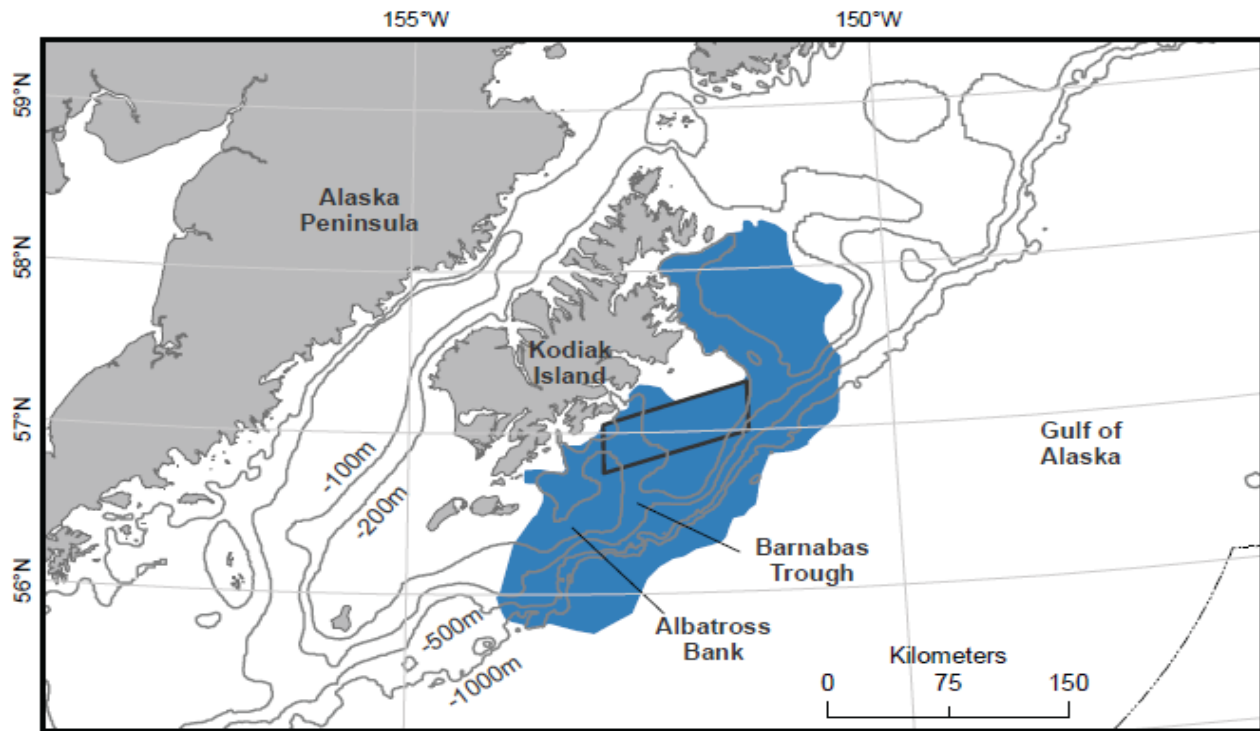 155°W
150°W
59°N
58°N
57°N
56°N
Alaska
Peninsula
Kodiak
Island
Gulf of
Alaska
-100m
-200m
Barnabas
Trough
Albatross
Bank
-500m
-1000m
Kilometers
0
75
150